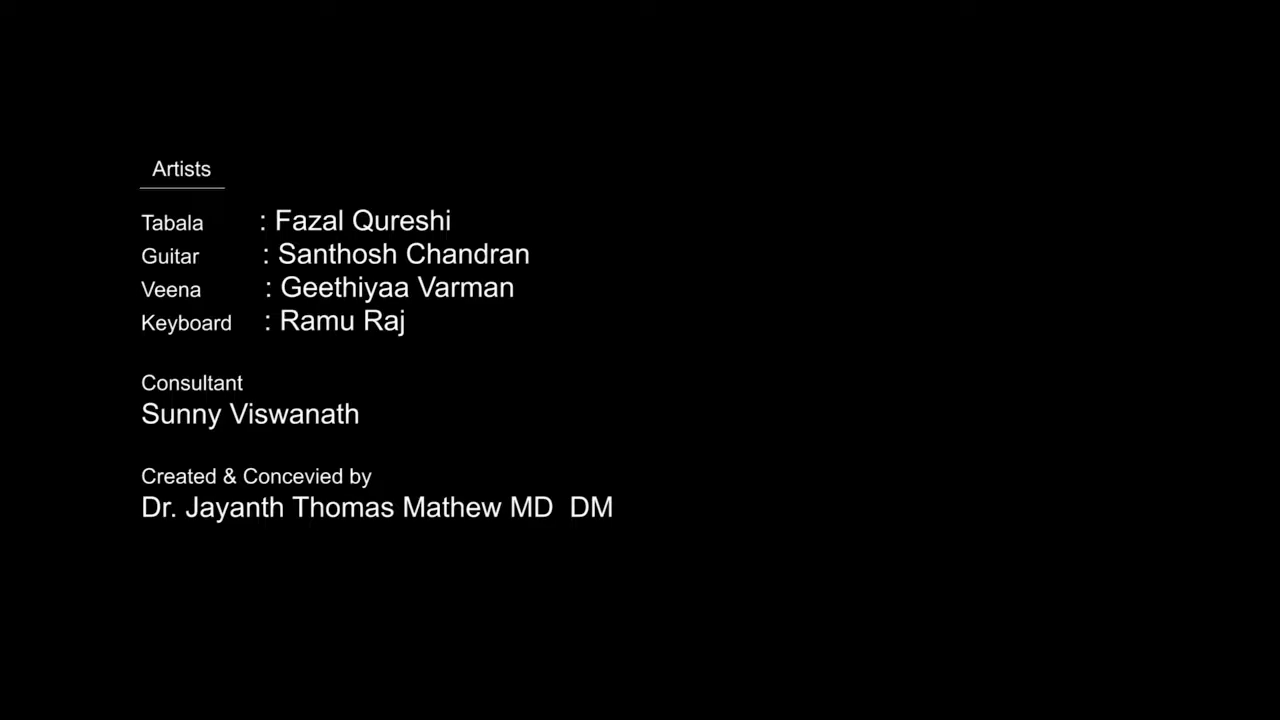 Artists
Tabala : Fazal Qureshi
Guitar : Santhosh Chandran
Veena : Geethiyaa Varman
Keyboard : Ramu Raj
Consultant
Sunny Viswanath
Created & Concevied by
Dr. Jayanth Thomas Mathew MD DM